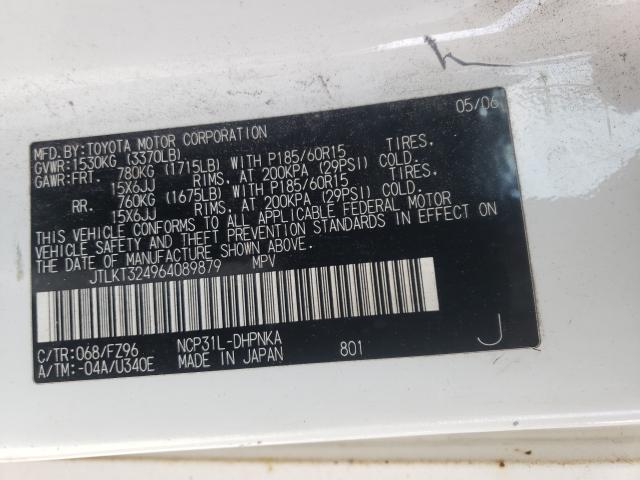 MFD.BY:TOYOTA MOTOR CORPORATION 05/06
GVWR:1530KG (3370LB)
GAWR:FRT. 780KG (1715LB) WITH P185/60R15 TIRES.
15X6JJ RIMS. AT 200KPA (29PSI) COLD.
RR. 760KG (1675LB) WITH P185/60R15 TIRES.
15X6JJ RIMS. AT 200KPA (29PSI) COLD.
THIS VEHICLE CONFORMS TO ALL APPLICABLE FEDERAL MOTOR
VEHICLE SAFETY AND THEFT PREVENTION STANDARDS IN EFFECT ON
THE DATE OF MANUFACTURE SHOWN ABOVE.
JTLKT324964089879 MPV
C/TR:068/FZ96 NCP31L-DHPNKA
A/TM:-04A/U340E MADE IN JAPAN 801 J